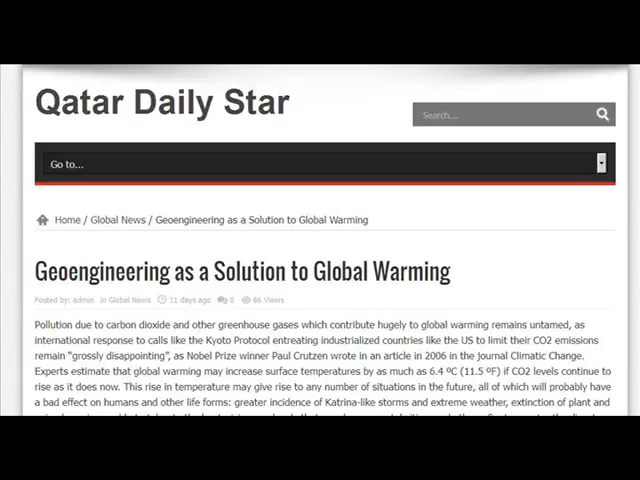 Qatar Daily Star
Search....
Go to...
Home / Global News / Geoengineering as a Solution to Global Warming
Geoengineering as a Solution to Global Warming
Posted by: admin in Global News 11 days ago 0 86 Views
Pollution due to carbon dioxide and other greenhouse gases which contribute hugely to global warming remains untamed, as
international response to calls like the Kyoto Protocol entreating industrialized countries like the US to limit their CO2 emissions
remain “grossly disappointing”, as Nobel Prize winner Paul Crutzen wrote in an article in 2006 in the journal Climatic Change.
Experts estimate that global warming may increase surface temperatures by as much as 6.4 ºC (11.5 ºF) if CO2 levels continue to
rise as it does now. This rise in temperature may give rise to any number of situations in the future, all of which will probably have
a bad effect on humans and other life forms: greater incidence of Katrina-like storms and extreme weather, extinction of plant and